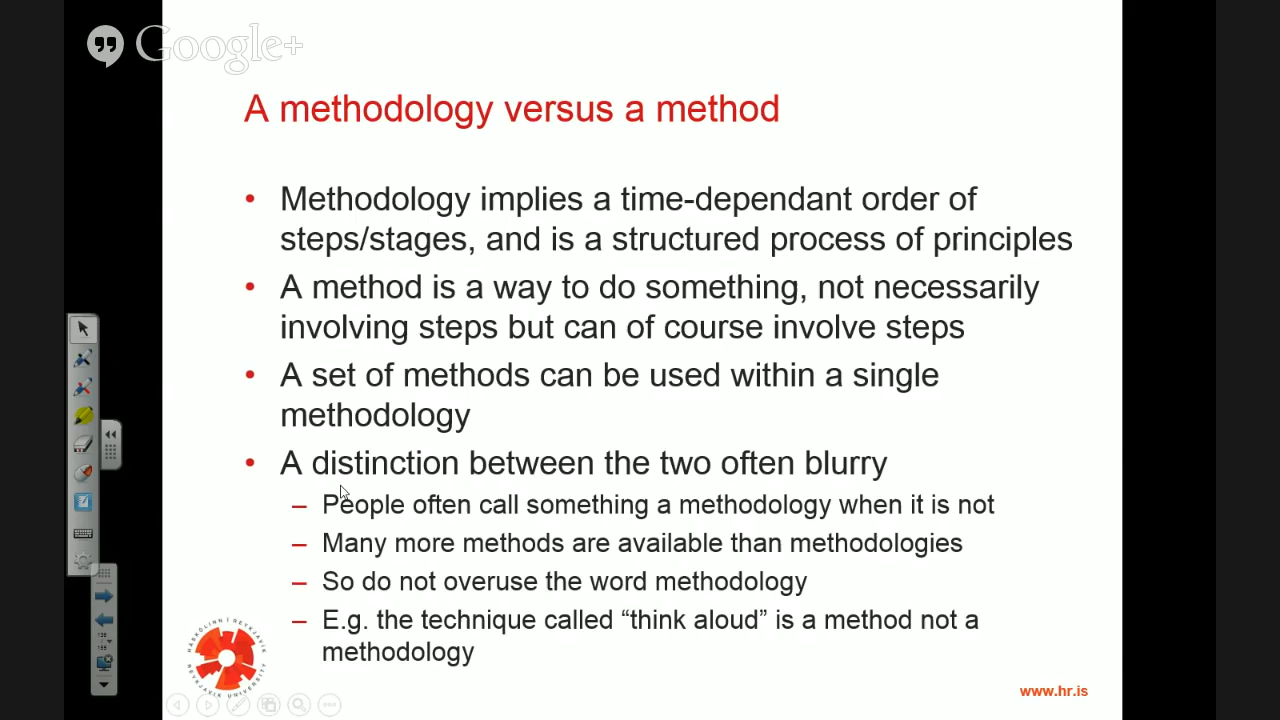 Google+
A methodology versus a method
• Methodology implies a time-dependant order of
steps/stages, and is a structured process of principles
• A method is a way to do something, not necessarily
involving steps but can of course involve steps
• A set of methods can be used within a single
methodology
• A distinction between the two often blurry
– People often call something a methodology when it is not
– Many more methods are available than methodologies
– So do not overuse the word methodology
– E.g. the technique called “think aloud” is a method not a
methodology
HÁSKÓLINN Í REYKJAVÍK
REYKJAVIK UNIVERSITY
www.hr.is